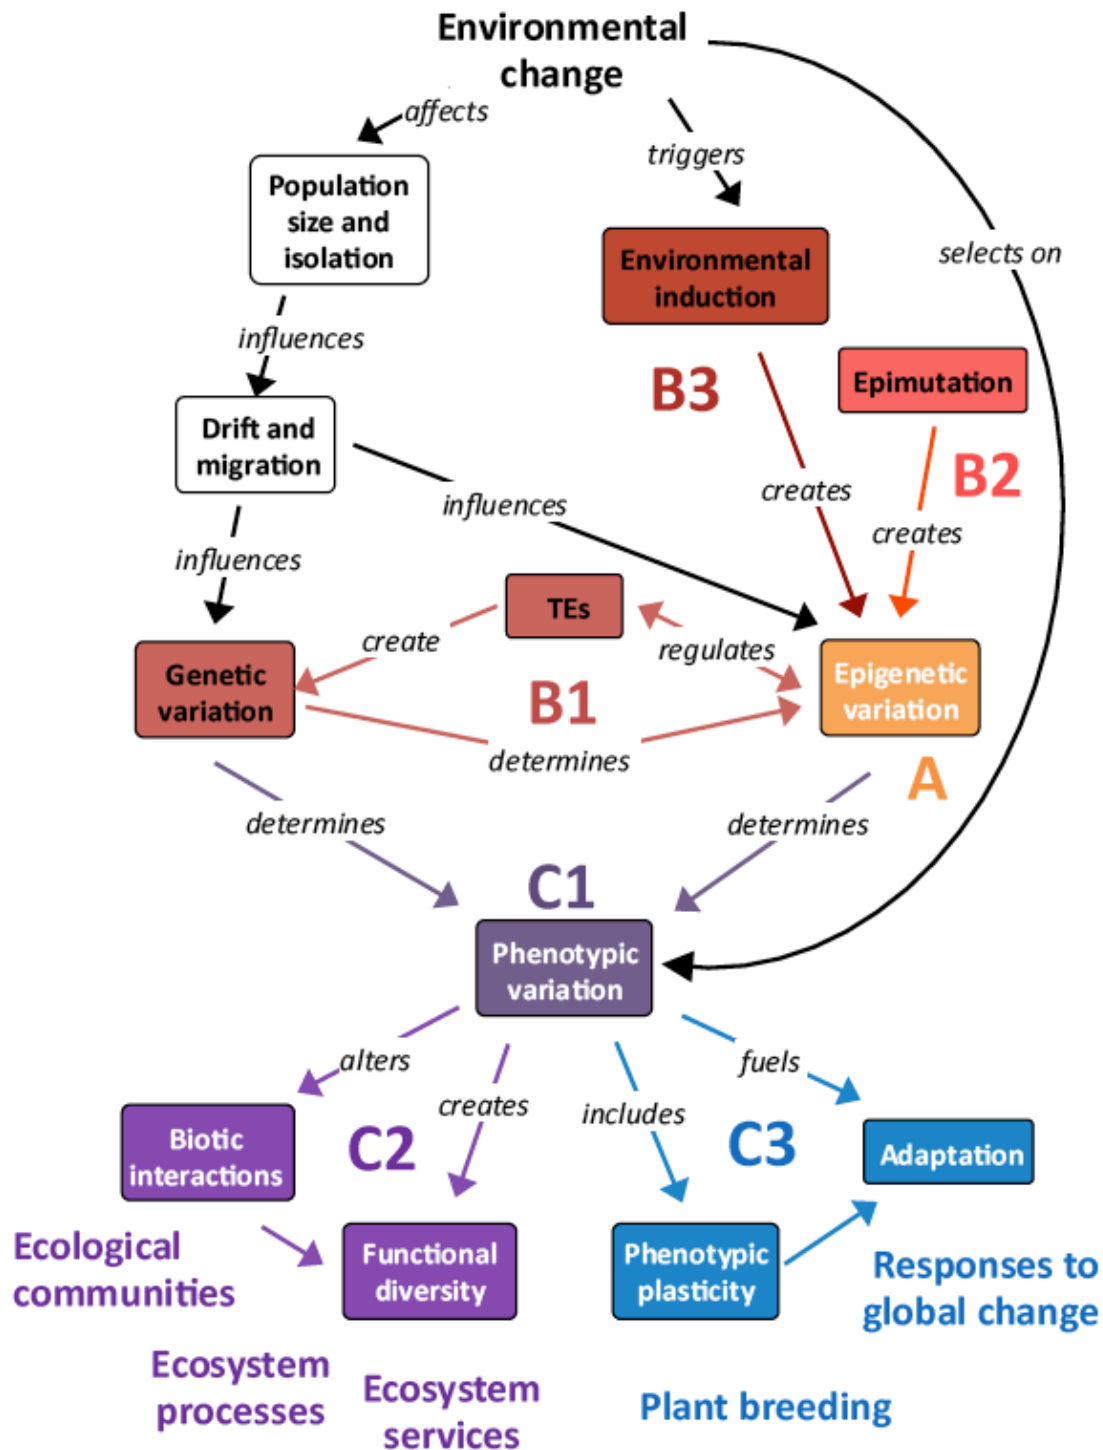 Environmental
change
affects
triggers
Population
size and
isolation
Environmental
induction
selects on
influences
B3
Epimutation
Drift and
migration
B2
influences
creates
creates
influences
TEs
create
regulates
Genetic
variation
B1
Epigenetic
variation
determines
A
determines
determines
C1
Phenotypic
variation
alters
fuels
creates
includes
Biotic
interactions
C2
C3
Adaptation
Ecological
communities
Functional
diversity
Phenotypic
plasticity
Responses to
global change
Ecosystem
processes
Ecosystem
services
Plant breeding